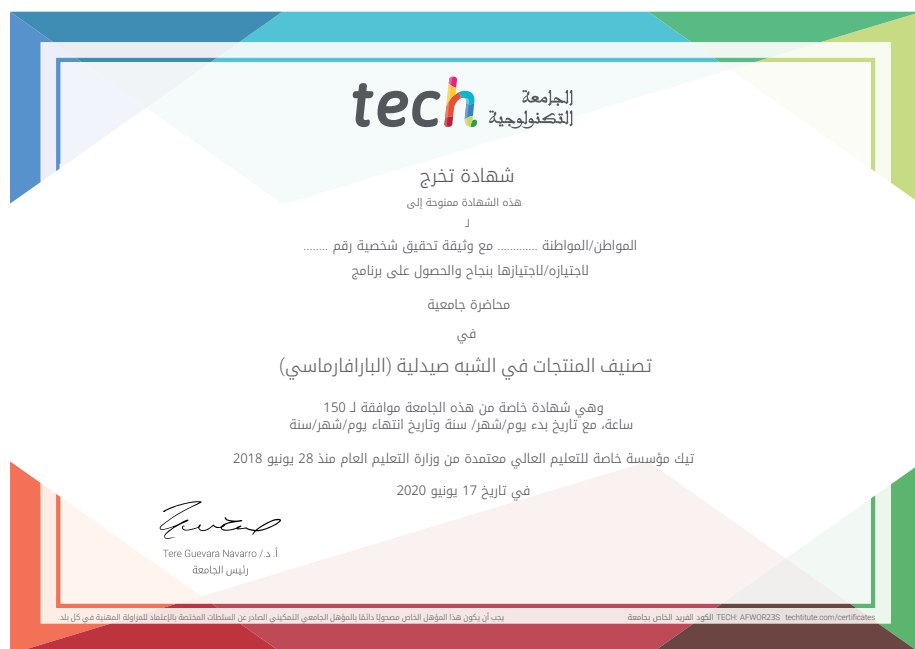 tech الجامعة
التكنولوجية
شهادة تخرج
هذه الشهادة ممنوحة إلى
لـ
المواطن/المواطنة ............. مع وثيقة تحقيق شخصية رقم ........
لاجتيازه/لاجتيازها بنجاح والحصول على برنامج
محاضرة جامعية
في
تصنيف المنتجات في الشبه صيدلية (البارافارماسي)
وهي شهادة خاصة من هذه الجامعة موافقة لـ 150
ساعة، مع تاريخ بدء يوم/شهر/ سنة وتاريخ انتهاء يوم/شهر/سنة
تيك مؤسسة خاصة للتعليم العالي معتمدة من وزارة التعليم العام منذ 28 يونيو 2018
في تاريخ 17 يونيو 2020
أ. د./ Tere Guevara Navarro
رئيس الجامعة
يجب أن يكون هذا المؤهل الخاص مصحوبًا دائمًا بالمؤهل الجامعي التمكيني الصادر عن السلطات المختصة بالإعتماد للمزاولة المهنية في كل بلد.
الكود الفريد الخاص بجامعة TECH: AFWOR23S techtitute.com/certificates